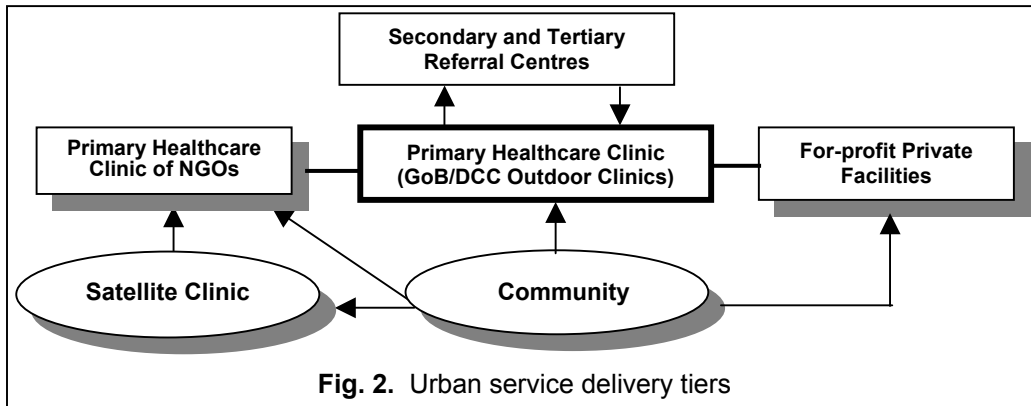 Secondary and Tertiary
Referral Centres
Primary Healthcare
Clinic of NGOs
Primary Healthcare Clinic
(GoB/DCC Outdoor Clinics)
For-profit Private
Facilities
Satellite Clinic
Community
Fig. 2. Urban service delivery tiers